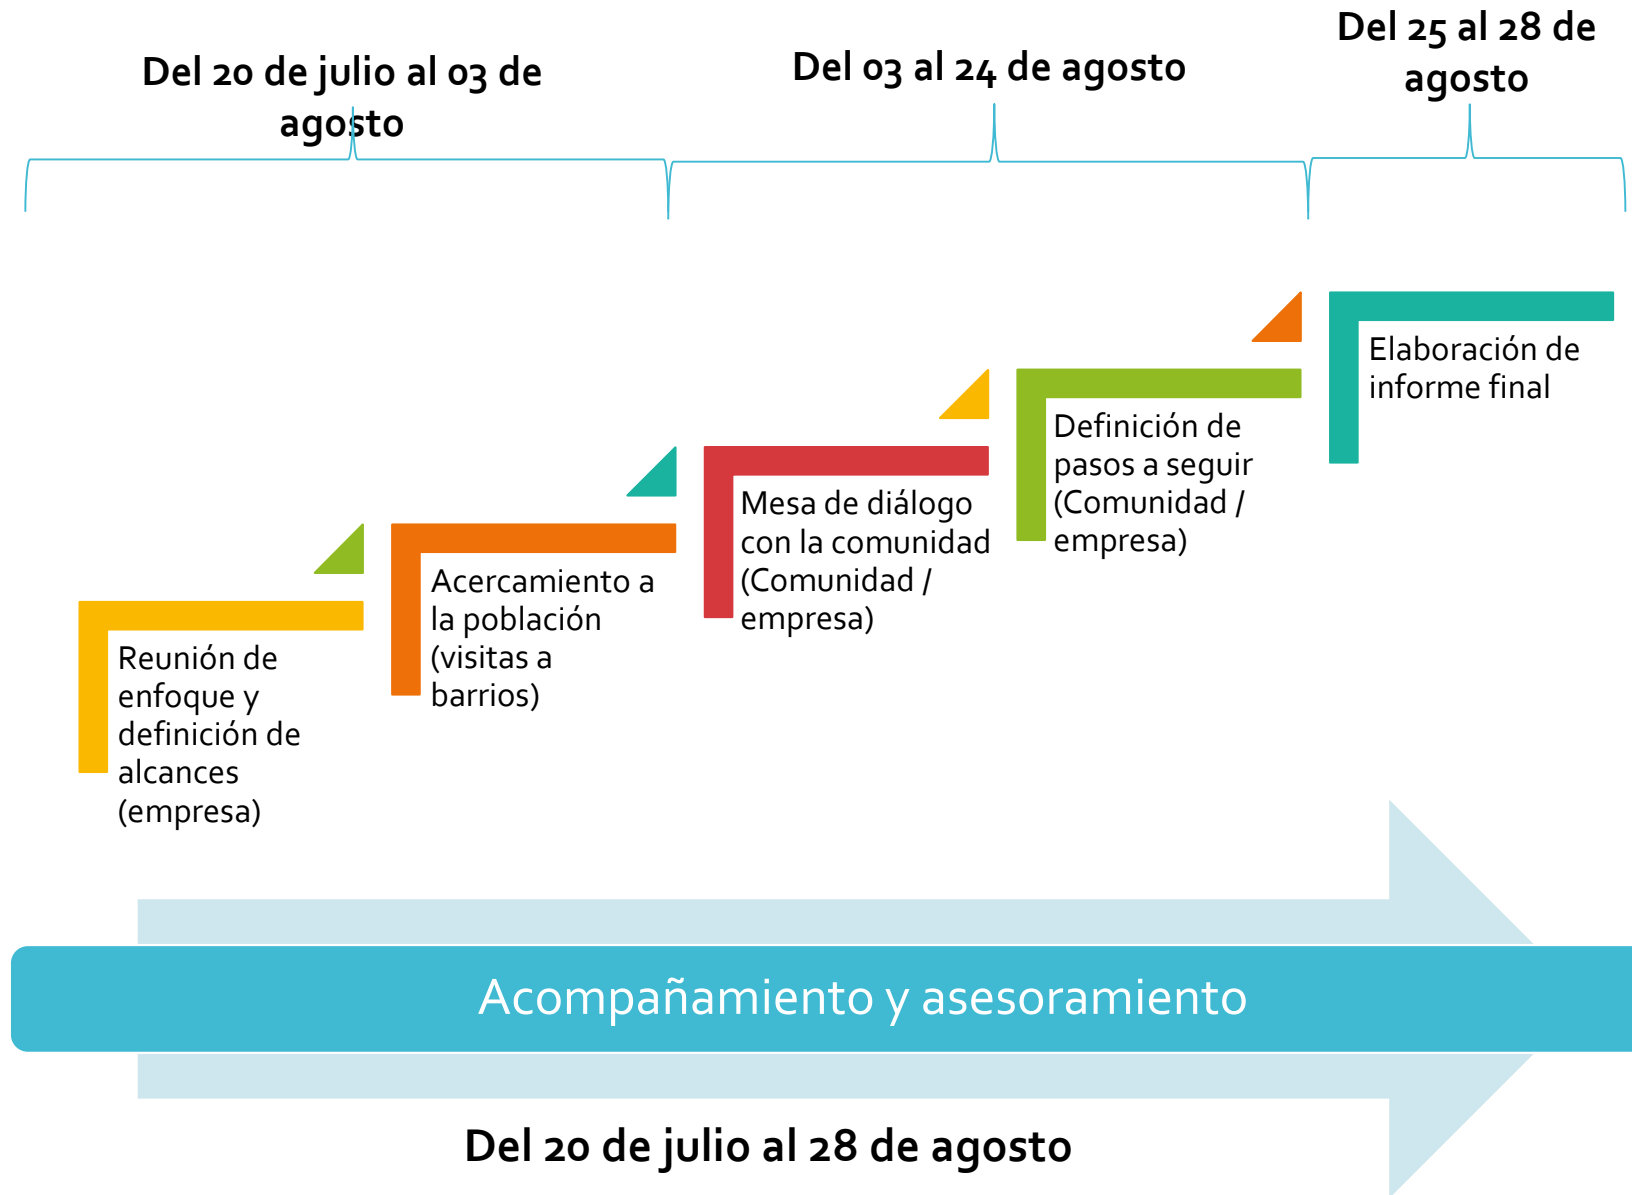 Del 20 de julio al 03 de
agosto
Del 03 al 24 de agosto
Del 25 al 28 de
agosto
Reunión de
enfoque y
definición de
alcances
(empresa)
Acercamiento a
la población
(visitas a
barrios)
Mesa de diálogo
con la comunidad
(Comunidad /
empresa)
Definición de
pasos a seguir
(Comunidad /
empresa)
Elaboración de
informe final
Acompañamiento y asesoramiento
Del 20 de julio al 28 de agosto